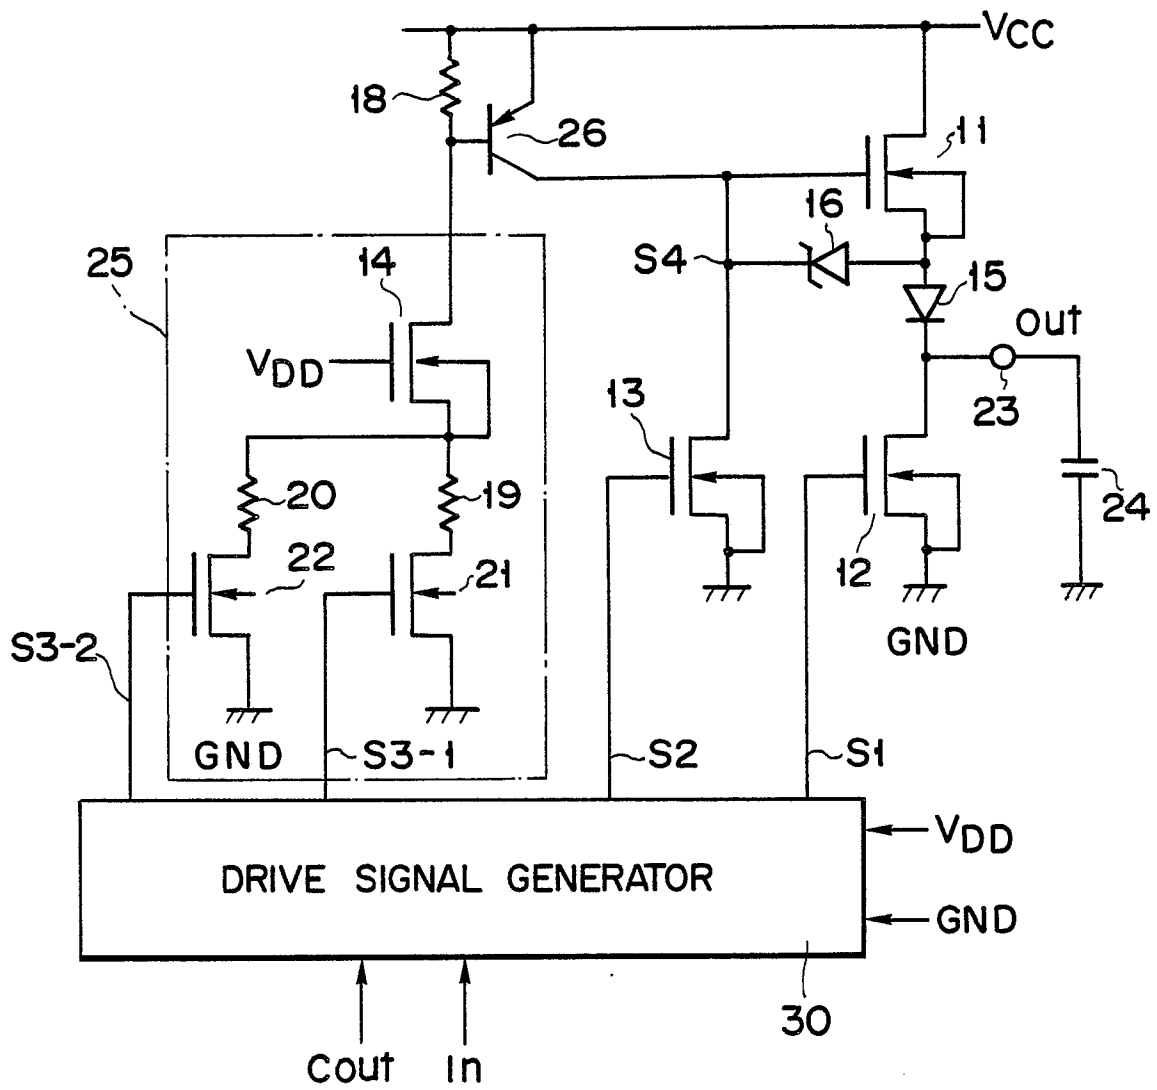 VCC
18
26
11
16
25
14
S4
15
Out
VDD
13
23
20
19
24
22
21
12
S3-2
GND
GND
S3-1
S2
S1
VDD
DRIVE SIGNAL GENERATOR
GND
30
Cout
In